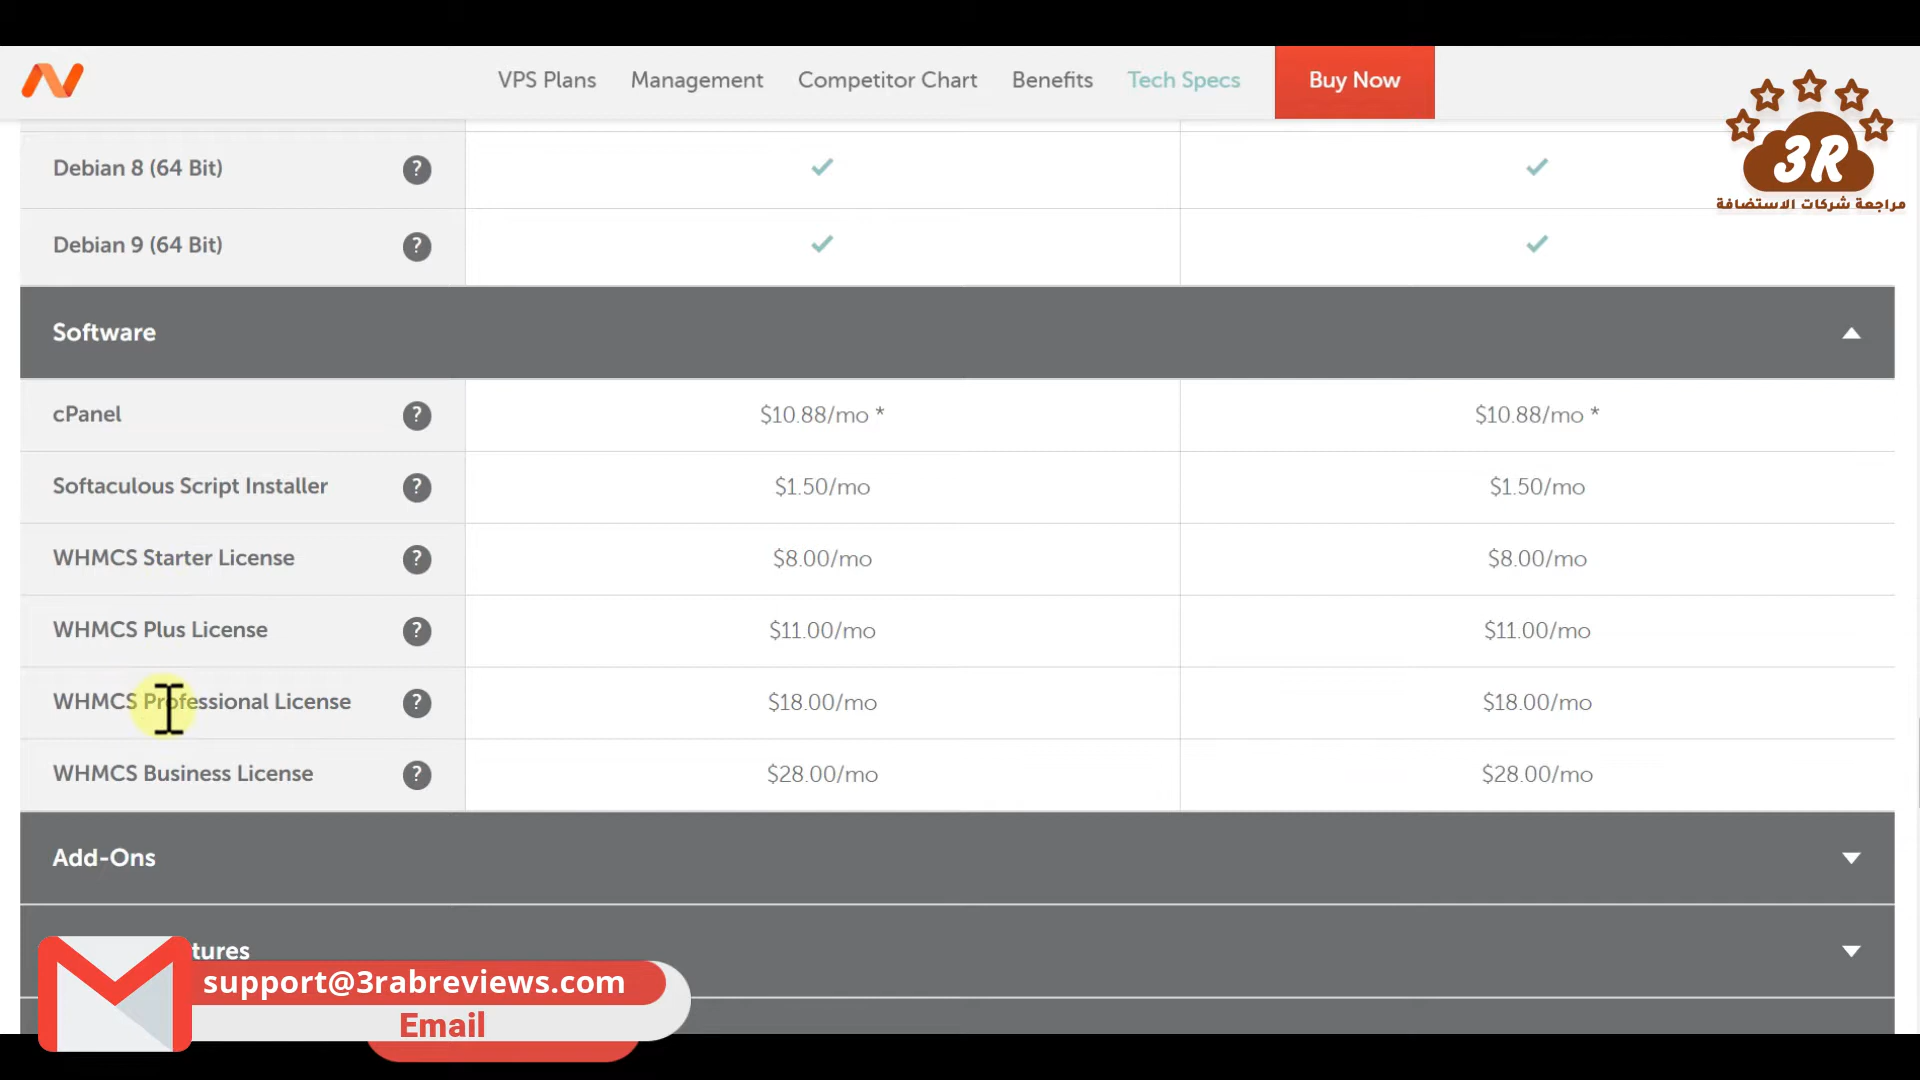 VPS Plans Management Competitor Chart Benefits Tech Specs Buy Now
3R
مراجعة شركات الاستضافة
Debian 8 (64 Bit) ?
Debian 9 (64 Bit) ?
Software
cPanel ? $10.88/mo * $10.88/mo *
Softaculous Script Installer ? $1.50/mo $1.50/mo
WHMCS Starter License ? $8.00/mo $8.00/mo
WHMCS Plus License ? $11.00/mo $11.00/mo
WHMCS Professional License ? $18.00/mo $18.00/mo
WHMCS Business License ? $28.00/mo $28.00/mo
Add-Ons
tures
support@3rabreviews.com
Email